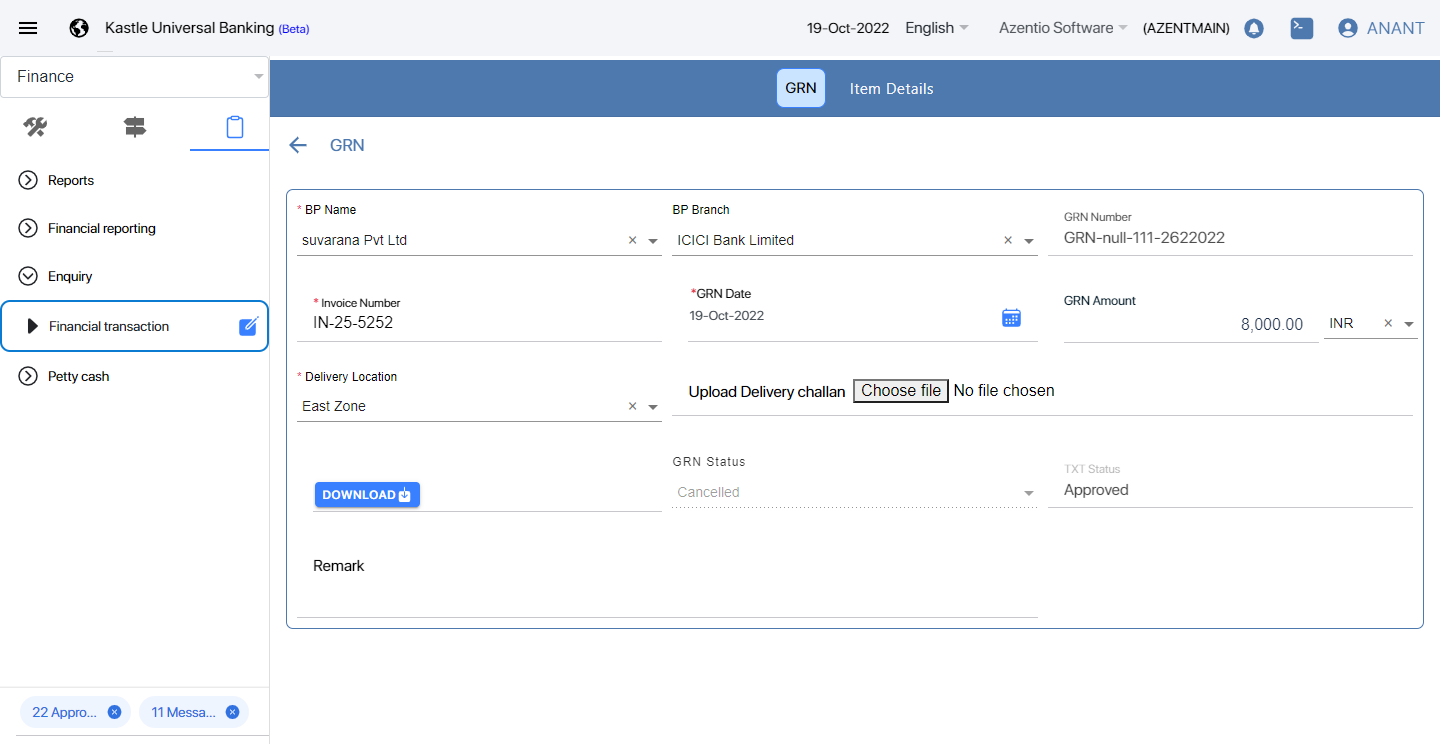 Kastle Universal Banking (Beta)
19-Oct-2022
English
Azentio Software
(AZENTMAIN)
ANANT
Finance
GRN
Item Details
Reports
Financial reporting
Enquiry
Financial transaction
Petty cash
22 Appro...
11 Messa...
GRN
* BP Name
suvarana Pvt Ltd
BP Branch
ICICI Bank Limited
GRN Number
GRN-null-111-2622022
* Invoice Number
IN-25-5252
*GRN Date
19-Oct-2022
GRN Amount
8,000.00
INR
* Delivery Location
East Zone
Upload Delivery challan Choose file No file chosen
DOWNLOAD
GRN Status
Cancelled
TXT Status
Approved
Remark